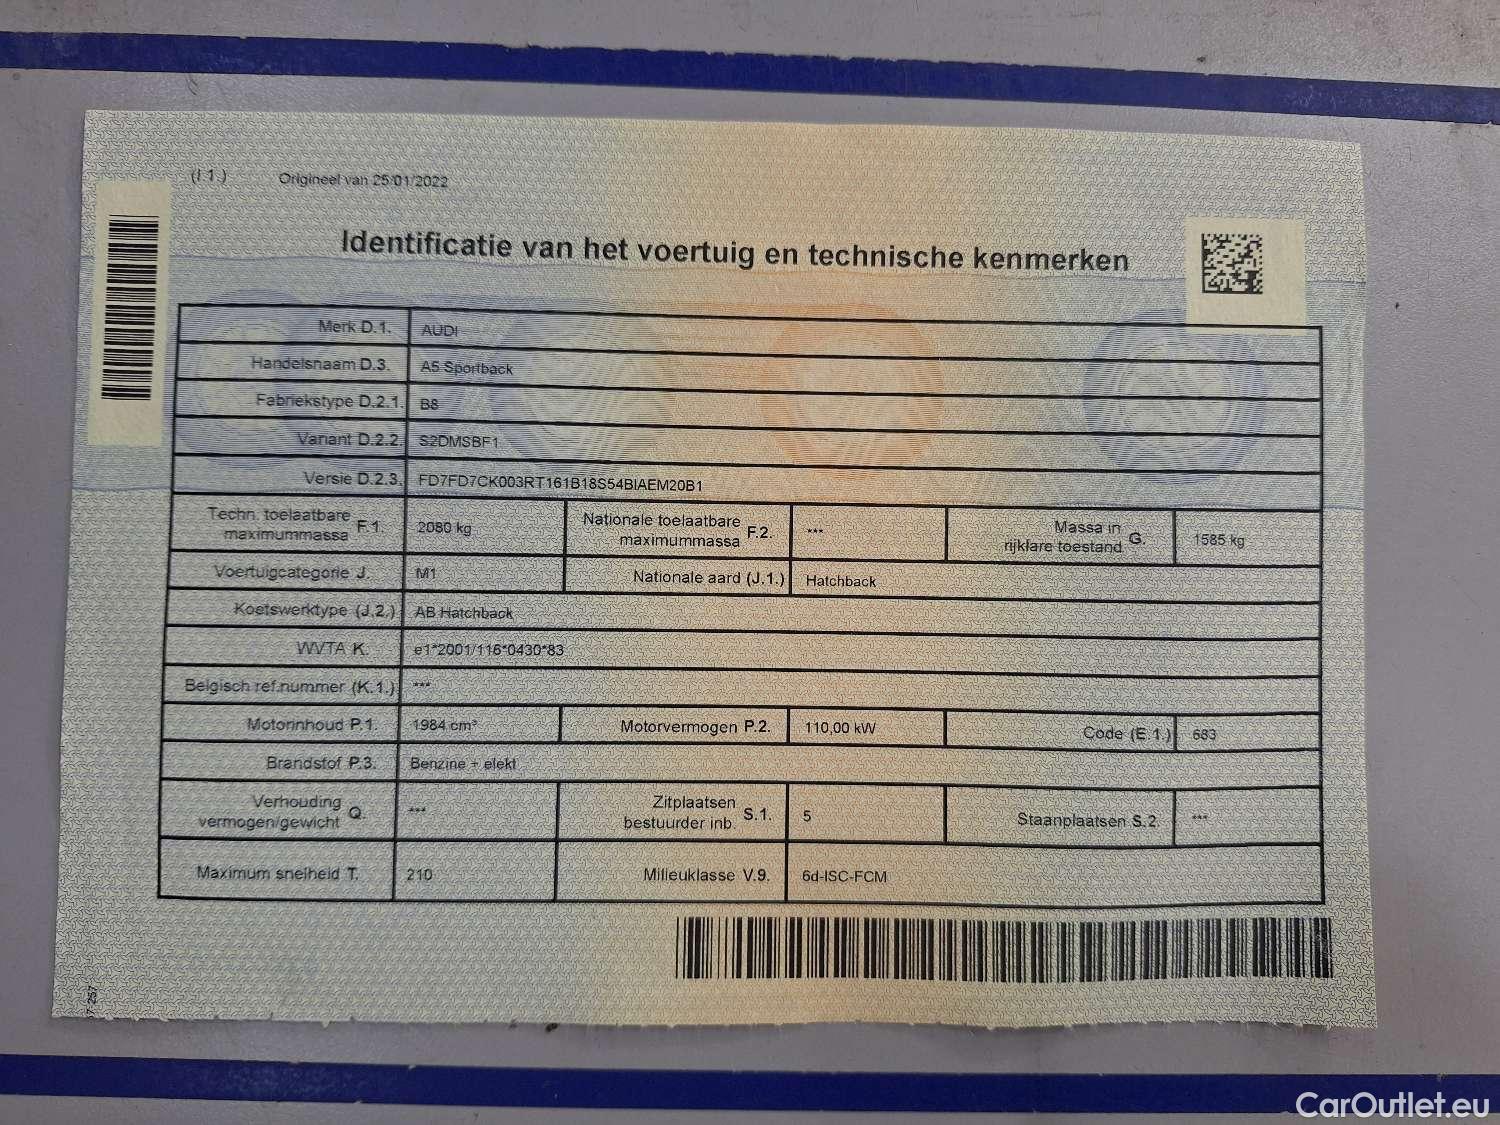 (I.1.) Origineel van 25/01/2022
Identificatie van het voertuig en technische kenmerken
Merk D.1. AUDI
Handelsnaam D.3. A5 Sportback
Fabriekstype D.2.1. B8
Variant D.2.2. S2DMSBF1
Versie D.2.3. FD7FD7CK003RT161B18S54BIAEM20B1
Techn. toelaatbare maximummassa F.1. 2080 kg Nationale toelaatbare maximummassa F.2. *** Massa in rijklare toestand G. 1585 kg
Voertuigcategorie J. M1 Nationale aard (J.1.) Hatchback
Koetswerktype (J.2.) AB Hatchback
WVTA K. e1*2001/116*0430*83
Belgisch ref.nummer (K.1.) ***
Motorinhoud P.1. 1984 cm³ Motorvermogen P.2. 110,00 kW Code (E.1.) 683
Brandstof P.3. Benzine + elekt
Verhouding vermogen/gewicht Q. *** Zitplaatsen bestuurder inb. S.1. 5 Staanplaatsen S.2. ***
Maximum snelheid T. 210 Milieuklasse V.9. 6d-ISC-FCM
CarOutlet.eu